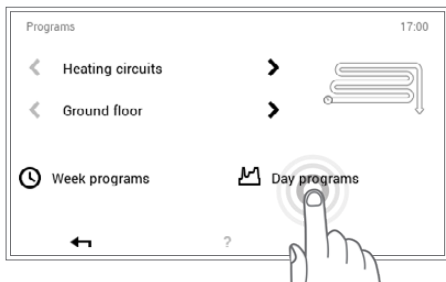 Programs 17:00
Heating circuits
Ground floor
Week programs Day programs
?